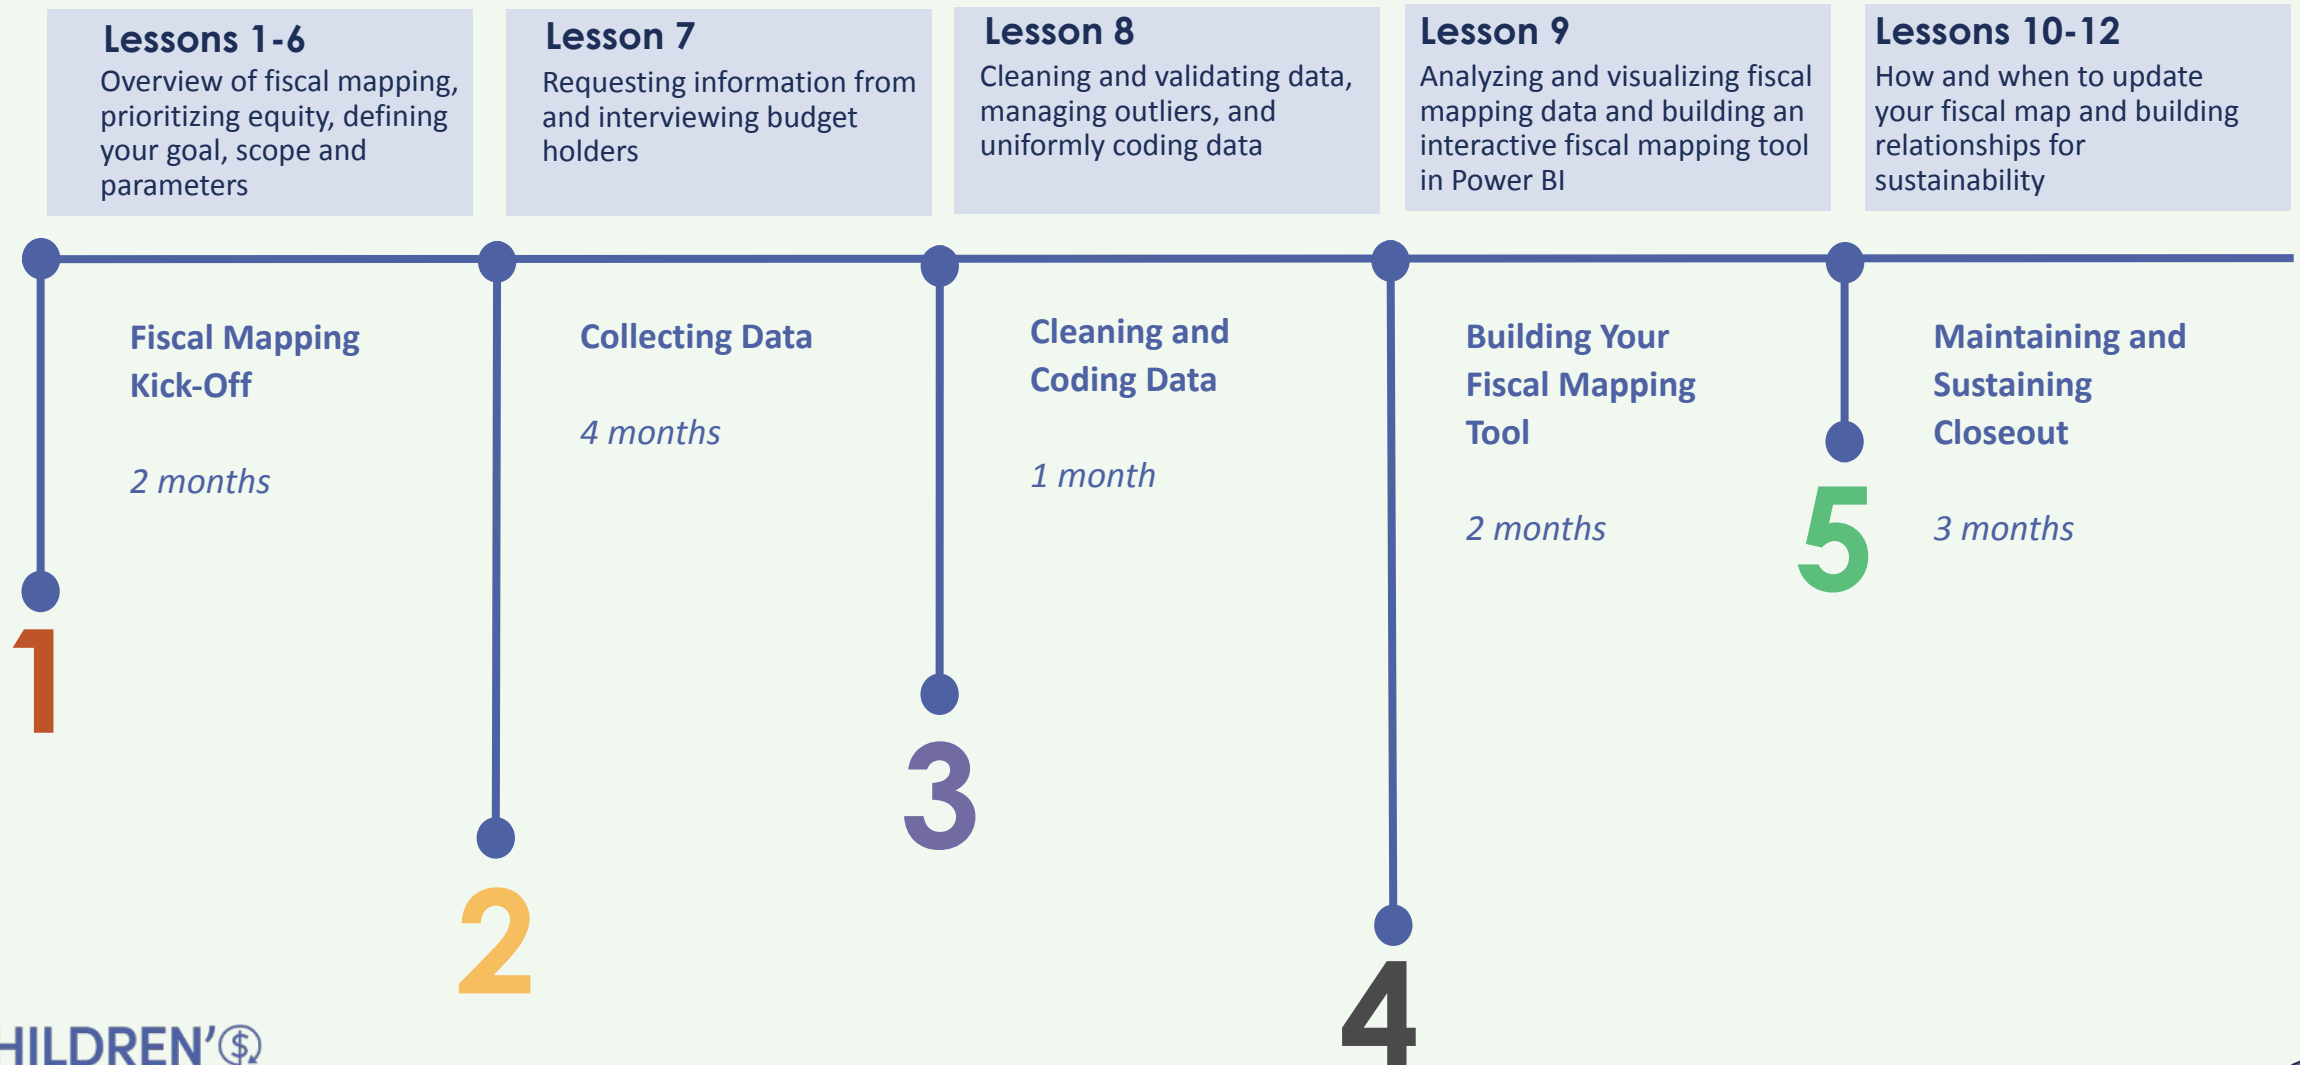 Lessons 1-6
Overview of fiscal mapping,
prioritizing equity, defining
your goal, scope and
parameters
Lesson 7
Requesting information from
and interviewing budget
holders
Lesson 8
Cleaning and validating data,
managing outliers, and
uniformly coding data
Lesson 9
Analyzing and visualizing fiscal
mapping data and building an
interactive fiscal mapping tool
in Power BI
Lessons 10-12
How and when to update
your fiscal map and building
relationships for
sustainability
Fiscal Mapping
Kick-Off
2 months
1
Collecting Data
4 months
2
Cleaning and
Coding Data
1 month
3
Building Your
Fiscal Mapping
Tool
2 months
4
Maintaining and
Sustaining
Closeout
3 months
5
HILDREN'$